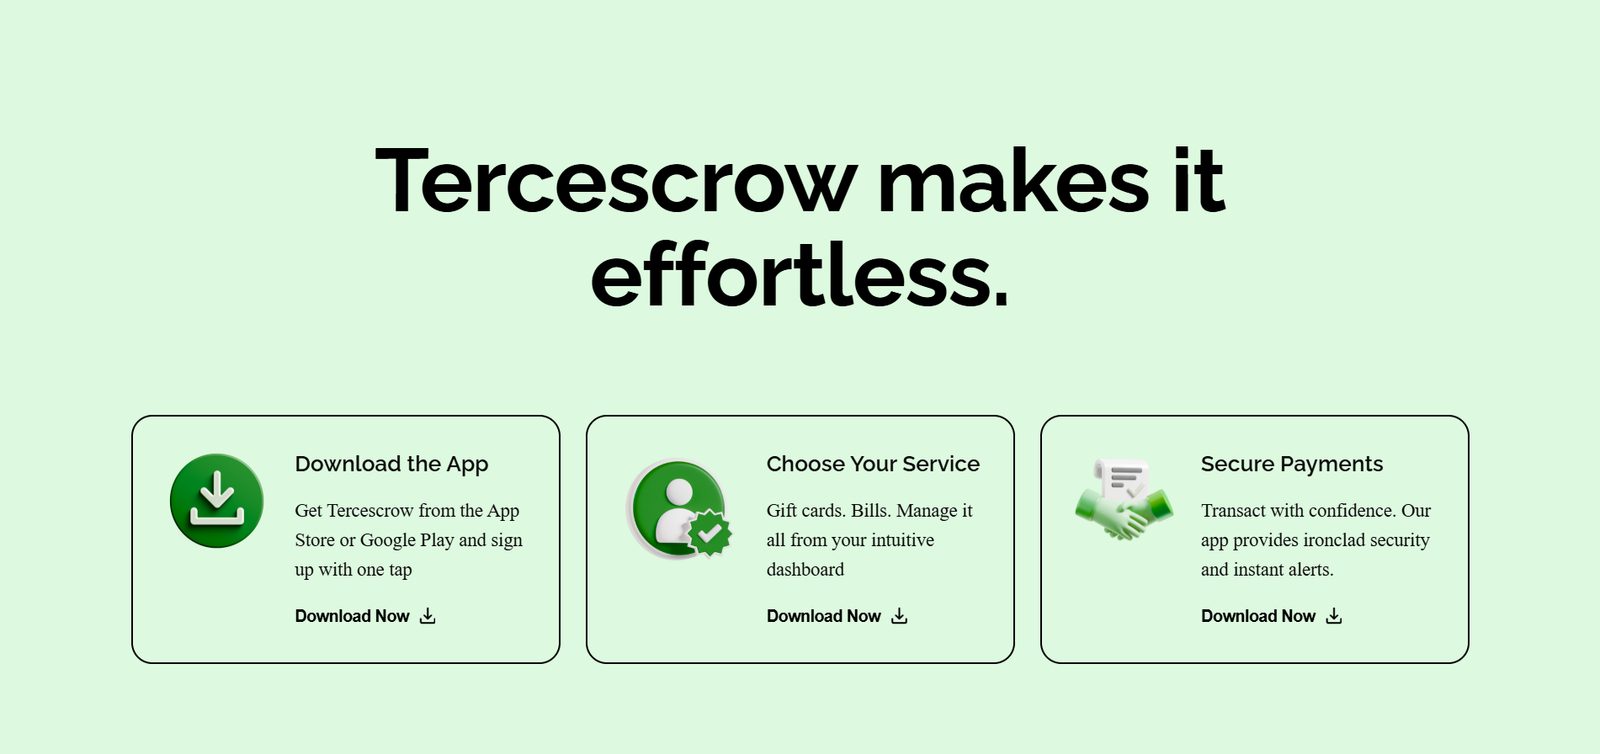 Tercescrow makes it
effortless.
Download the App
Get Tercescrow from the App
Store or Google Play and sign
up with one tap
Download Now
Choose Your Service
Gift cards. Bills. Manage it
all from your intuitive
dashboard
Download Now
Secure Payments
Transact with confidence. Our
app provides ironclad security
and instant alerts.
Download Now